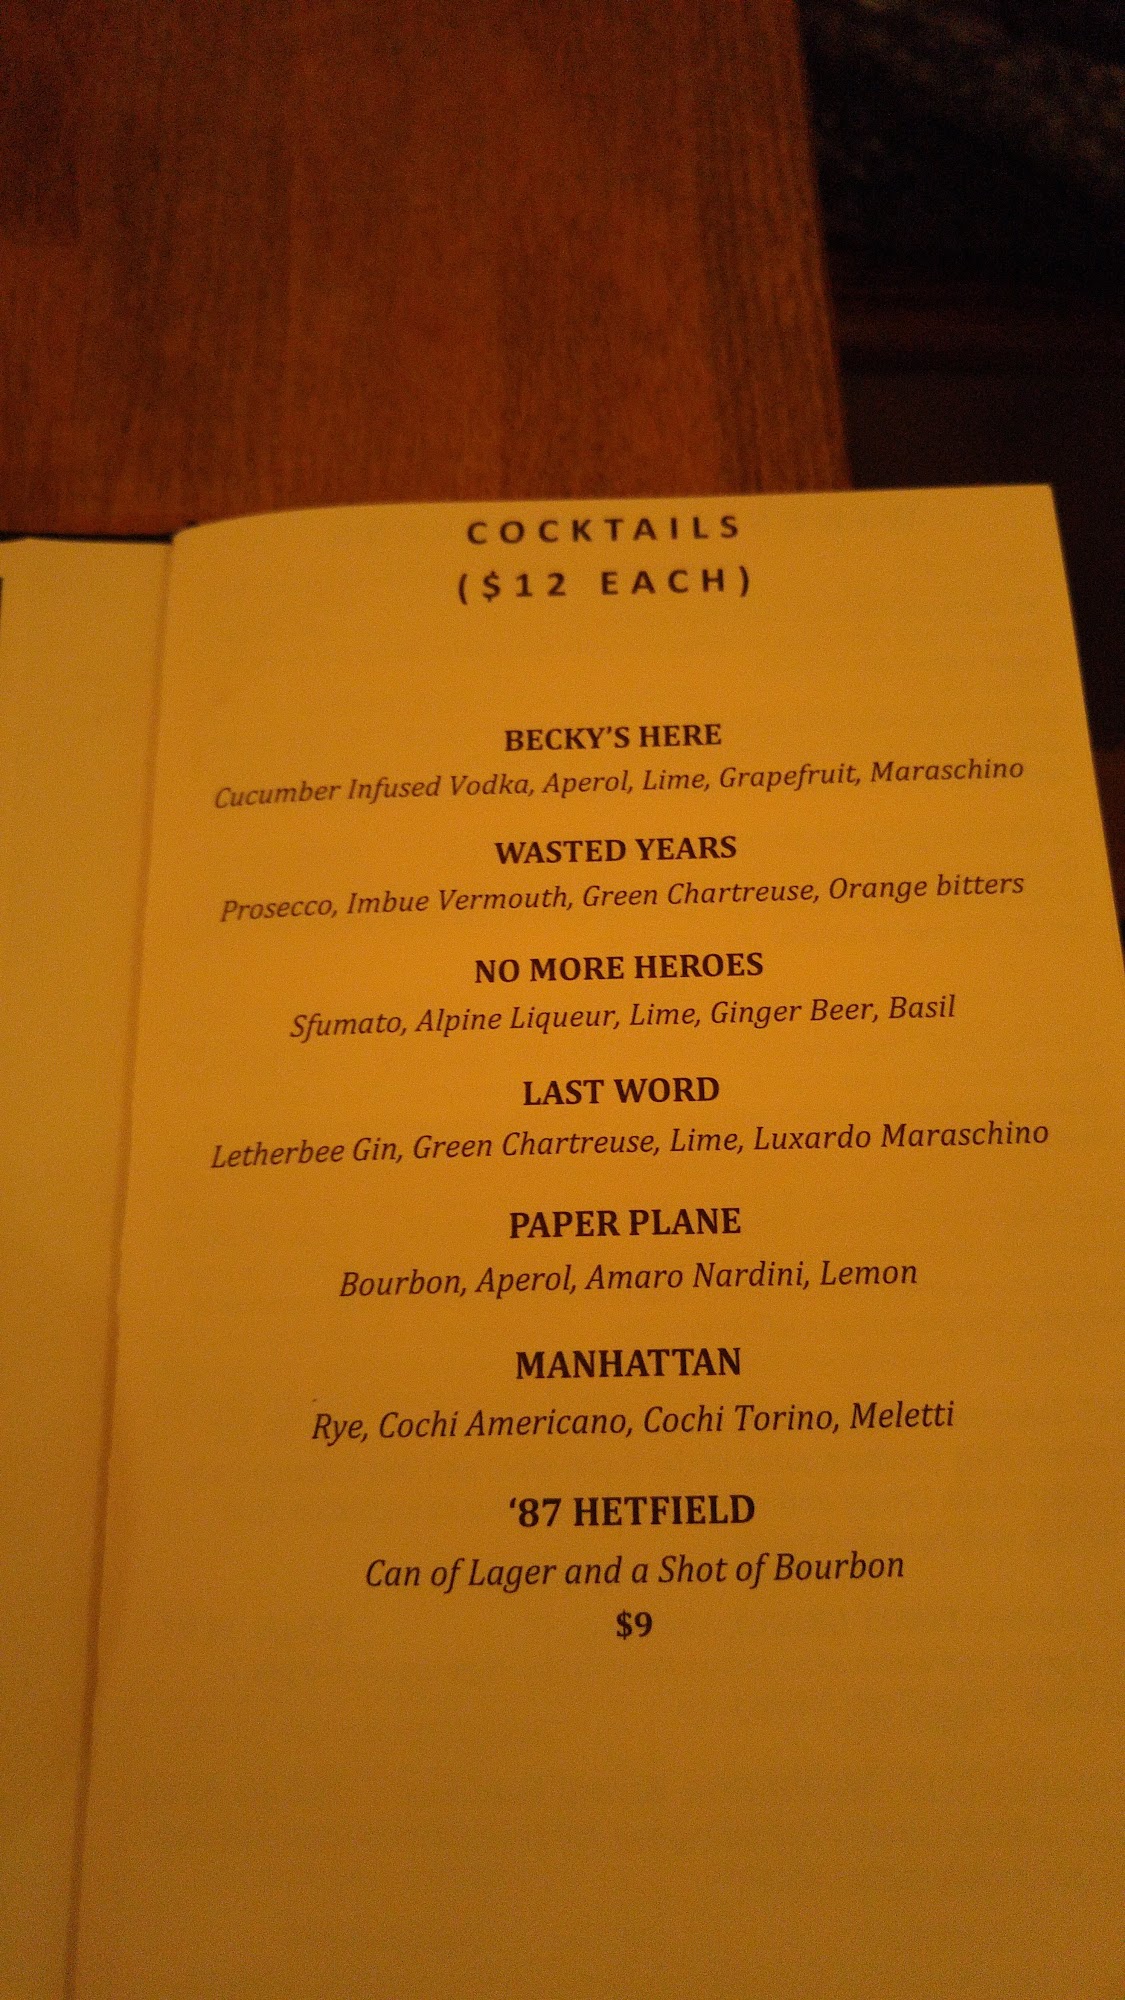 COCKTAILS
($12 EACH)
BECKY'S HERE
Cucumber Infused Vodka, Aperol, Lime, Grapefruit, Maraschino
WASTED YEARS
Prosecco, Imbue Vermouth, Green Chartreuse, Orange bitters
NO MORE HEROES
Sfumato, Alpine Liqueur, Lime, Ginger Beer, Basil
LAST WORD
Letherbee Gin, Green Chartreuse, Lime, Luxardo Maraschino
PAPER PLANE
Bourbon, Aperol, Amaro Nardini, Lemon
MANHATTAN
Rye, Cochi Americano, Cochi Torino, Meletti
‘87 HETFIELD
Can of Lager and a Shot of Bourbon
$9